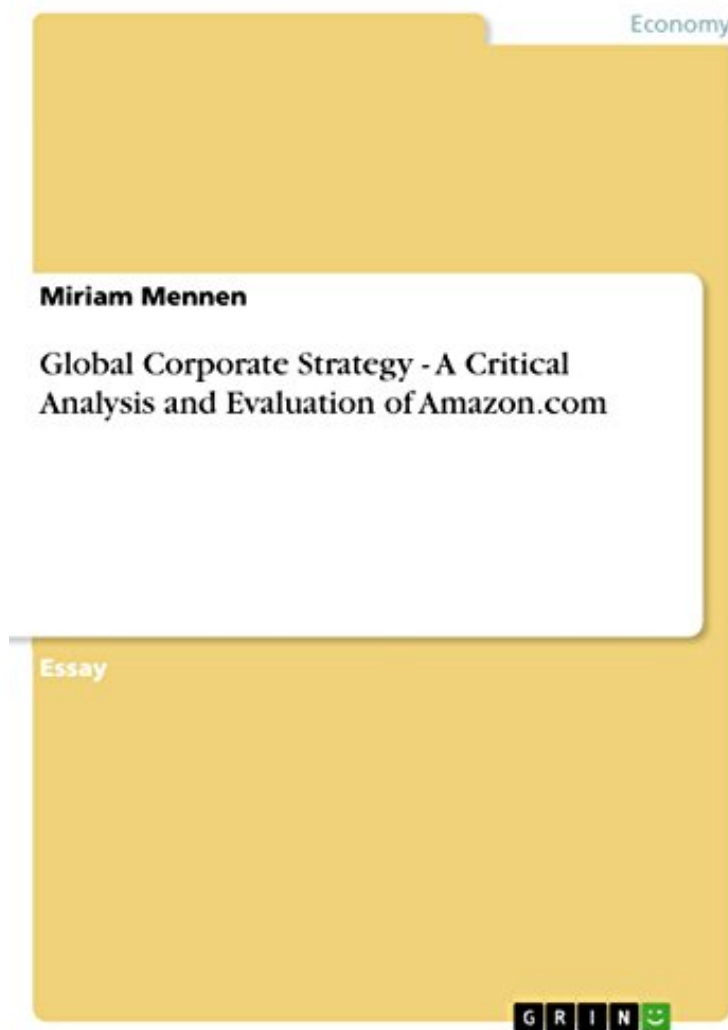 Economy
Miriam Mennen
Global Corporate Strategy - A Critical
Analysis and Evaluation of Amazon.com
Essay
GRIN